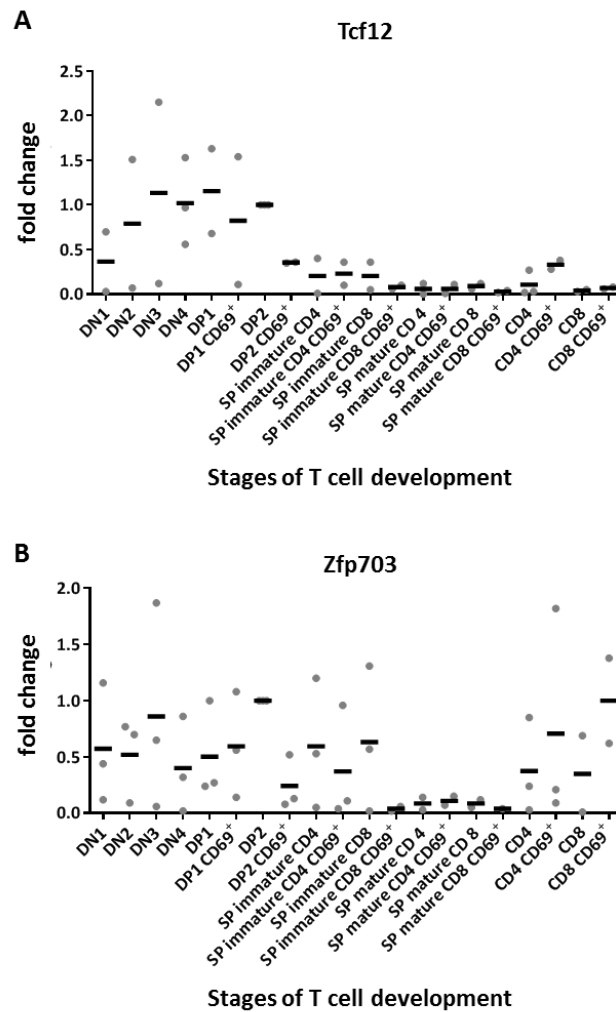 A
Tcf12
2.5
2.0
1.5
1.0
0.5
0.0
fold change
DN1
DN2
DN3
DN4
DP1
DP1 CD69+
DP2
DP2 CD69+
SP immature CD4
SP immature CD4 CD69+
SP immature CD8
SP immature CD8 CD69+
SP mature CD 4
SP mature CD4 CD69+
SP mature CD 8
SP mature CD8 CD69+
CD4
CD4 CD69+
CD8
CD8 CD69+
Stages of T cell development
B
Zfp703
2.0
1.5
1.0
0.5
0.0
fold change
DN1
DN2
DN3
DN4
DP1
DP1 CD69+
DP2
DP2 CD69+
SP immature CD4
SP immature CD4 CD69+
SP immature CD8
SP immature CD8 CD69+
SP mature CD 4
SP mature CD4 CD69+
SP mature CD 8
SP mature CD8 CD69+
CD4
CD4 CD69+
CD8
CD8 CD69+
Stages of T cell development